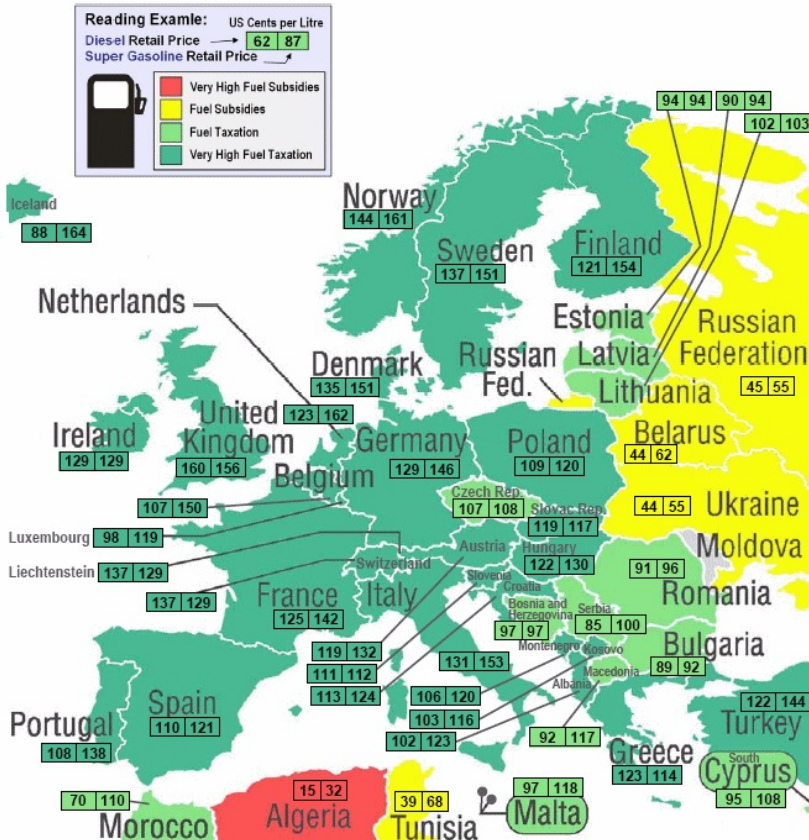 Reading Examle:
US Cents per Litre
Diesel Retail Price
62 87
Super Gasoline Retail Price
Very High Fuel Subsidies
Fuel Subsidies
Fuel Taxation
Very High Fuel Taxation
94 94
90 94
102 103
Iceland
88 164
Norway
144 161
Sweden
137 151
Finland
121 154
Netherlands
123 162
Estonia
Latvia
Lithuania
Russian
Federation
45 55
Russian
Fed.
Denmark
135 151
Ireland
129 129
United
Kingdom
160 156
Belgium
107 150
Germany
129 146
Poland
109 120
Belarus
44 62
Ukraine
44 55
Moldova
Czech Rep.
107 108
Slovac Rep.
119 117
Luxembourg
98 119
Liechtenstein
137 129
Switzerland
137 129
Austria
Hungary
122 130
Romania
91 96
France
125 142
Italy
Slovenia
Croatia
Bosnia and
Herzegovina
97 97
Serbia
85 100
Bulgaria
89 92
119 132
111 112
113 124
131 153
Montenegro
Kosovo
Macedonia
Albania
106 120
103 116
102 123
92 117
Spain
110 121
Portugal
108 138
Greece
123 114
122 144
Turkey
South
Cyprus
95 108
97 118
Malta
70 110
Morocco
15 32
Algeria
39 68
Tunisia